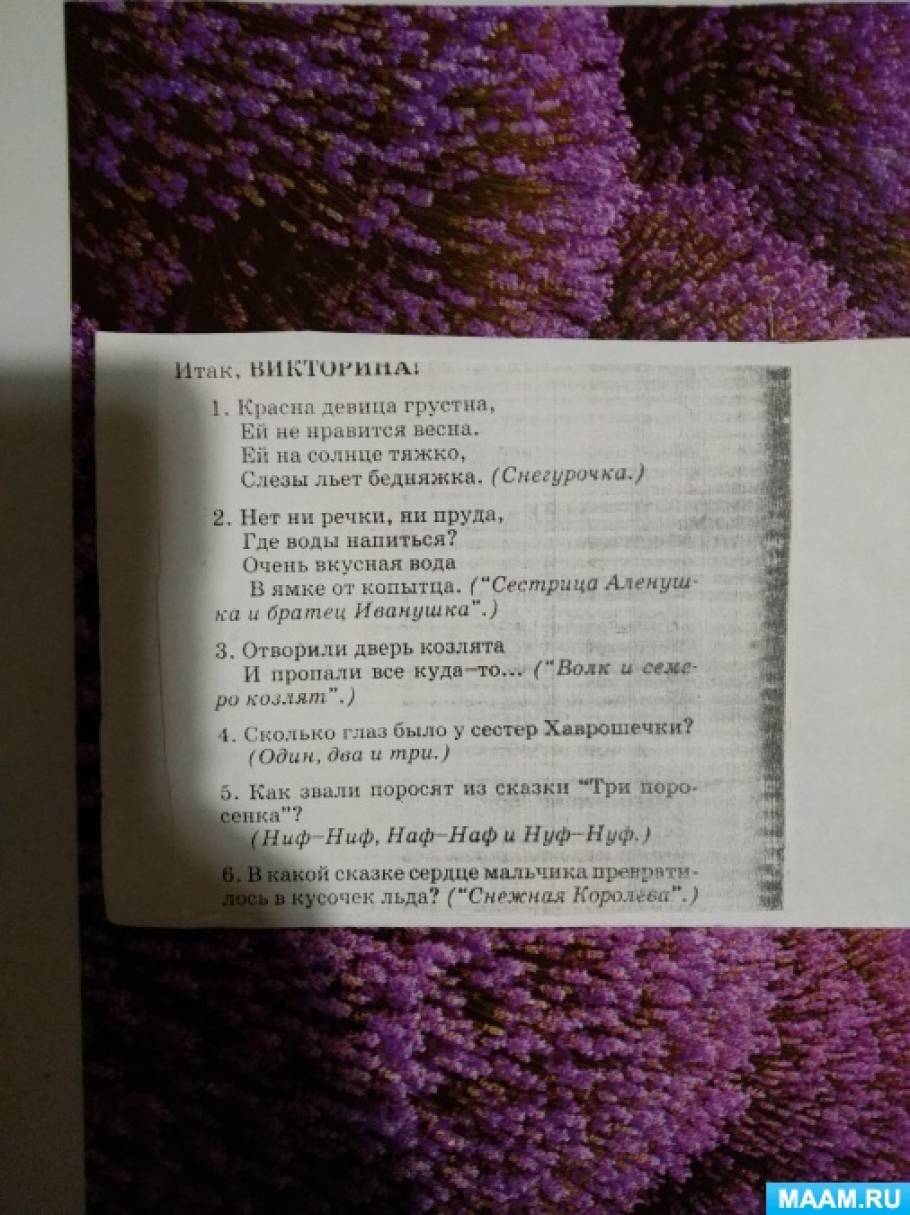 Итак, ВИКТОРИНА!
1. Красна девица грустна,
Ей не нравится весна.
Ей на солнце тяжко,
Слезы льет бедняжка. (Снегурочка.)
2. Нет ни речки, ни пруда,
Где воды напиться?
Очень вкусная вода
В ямке от копытца. ("Сестрица Аленуш-
ка и братец Иванушка".)
3. Отворили дверь козлята
И пропали все куда-то... ("Волк и семе-
ро козлят".)
4. Сколько глаз было у сестер Хаврошечки?
(Один, два и три.)
5. Как звали поросят из сказки "Три поро-
сенка"?
(Ниф-Ниф, Наф-Наф и Нуф-Нуф.)
6. В какой сказке сердце мальчика преврати-
лось в кусочек льда? ("Снежная Королева".)
MAAM.RU